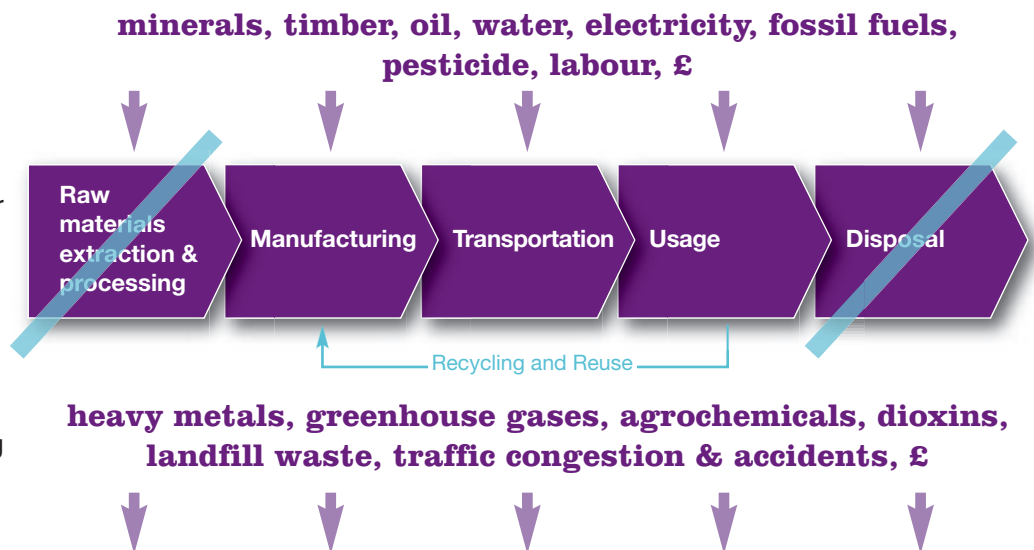 minerals, timber, oil, water, electricity, fossil fuels,
pesticide, labour, £
Raw
materials
extraction &
processing
Manufacturing
Transportation
Usage
Disposal
Recycling and Reuse
heavy metals, greenhouse gases, agrochemicals, dioxins,
landfill waste, traffic congestion & accidents, £